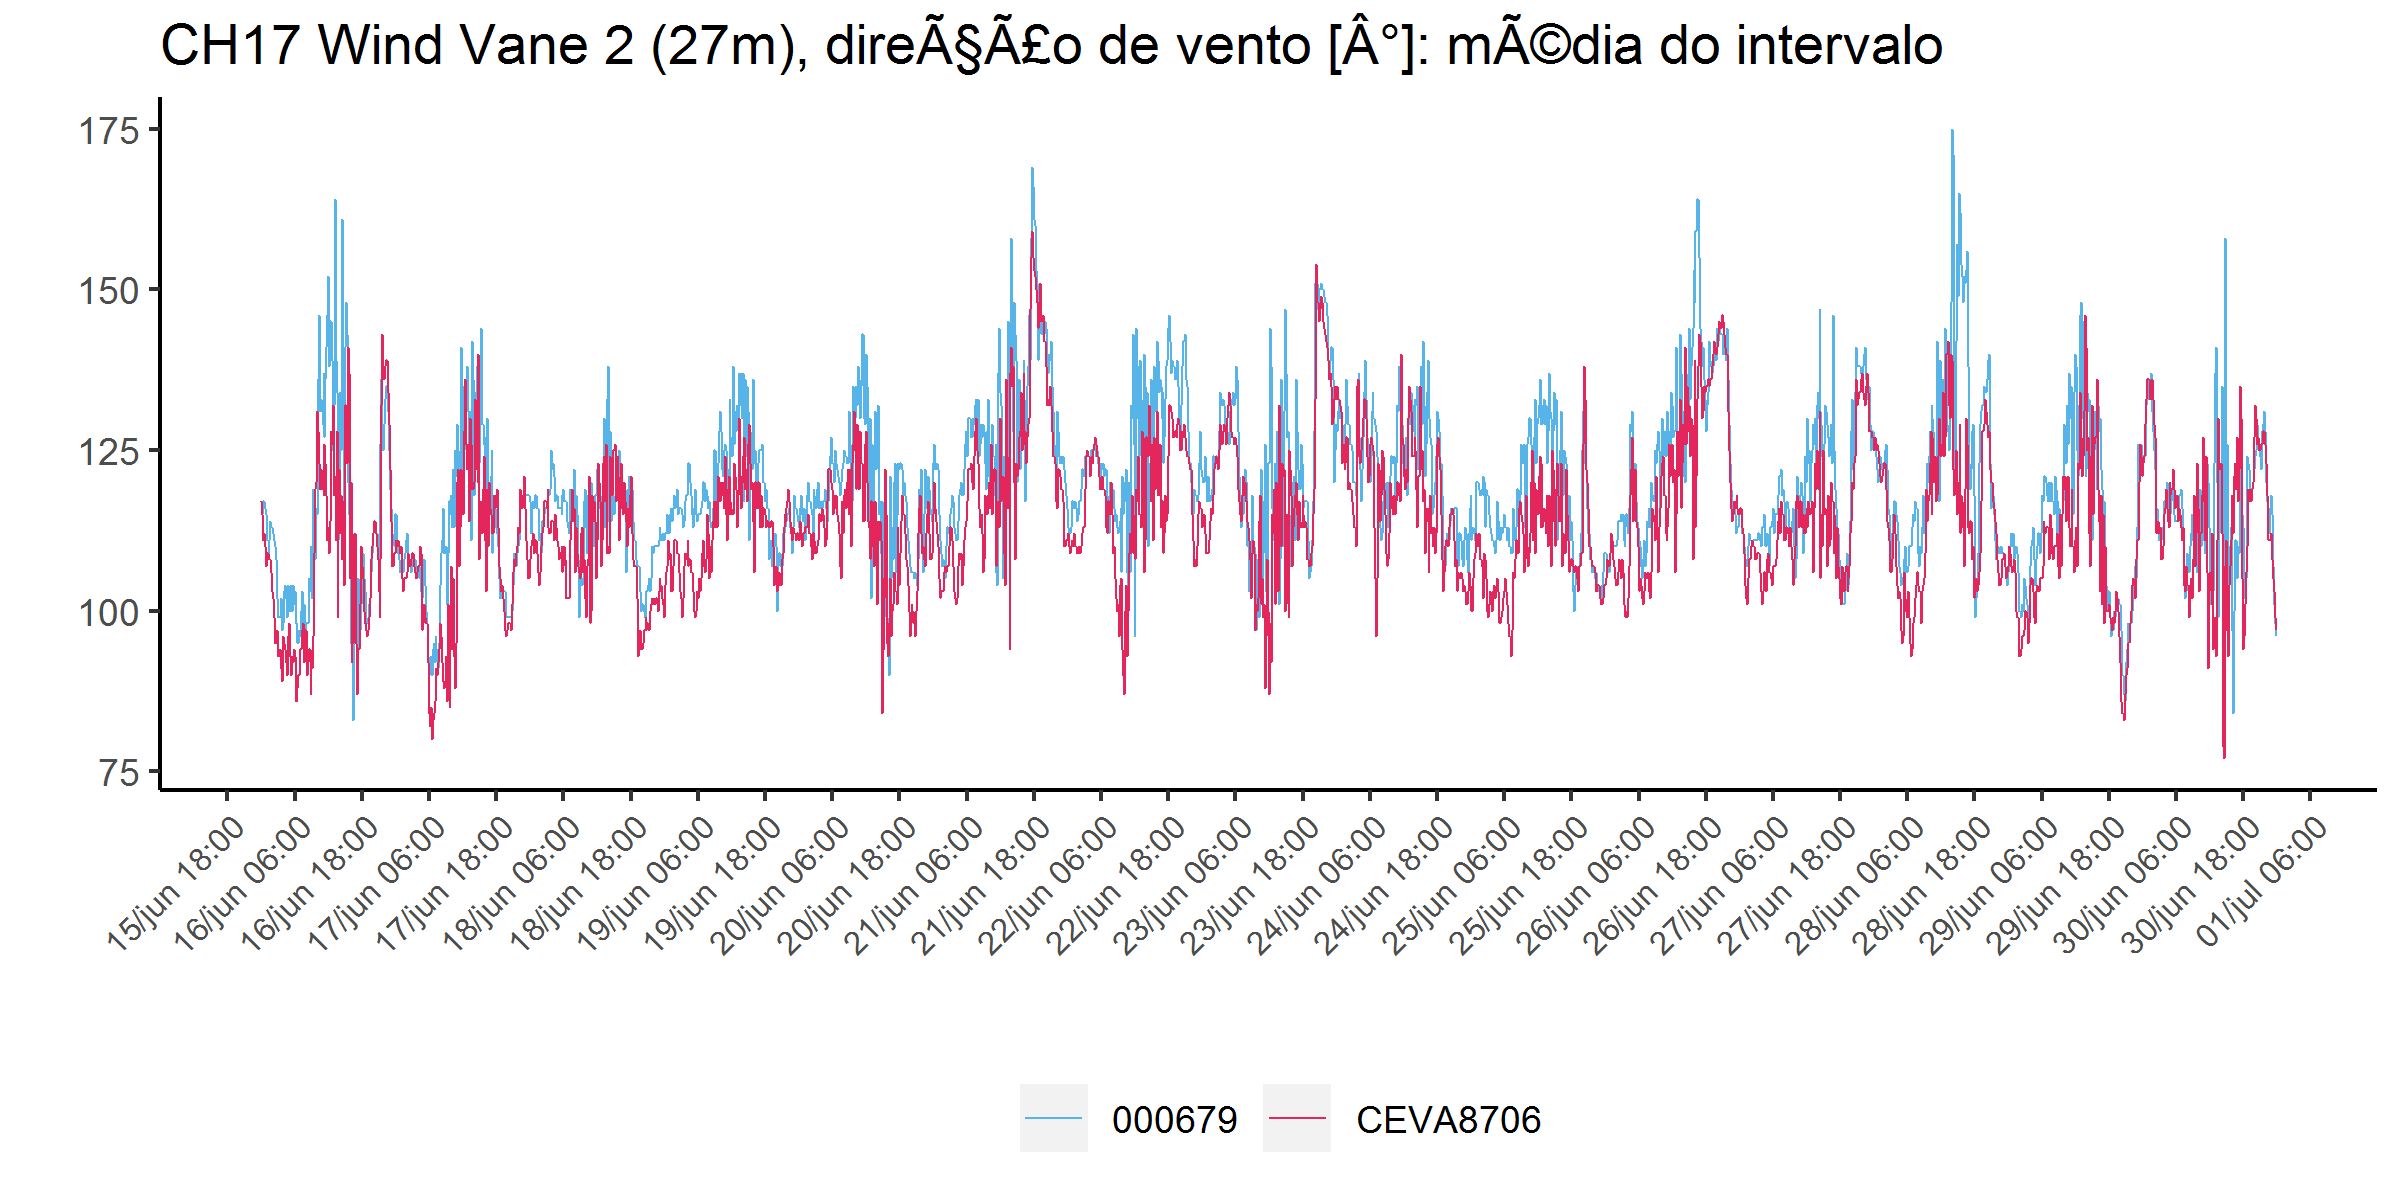 CH17 Wind Vane 2 (27m), direÃ§Ã£o de vento [Â°]: mÃ©dia do intervalo
175
150
125
100
75
15/jun 18:00
16/jun 06:00
16/jun 18:00
17/jun 06:00
17/jun 18:00
18/jun 06:00
18/jun 18:00
19/jun 06:00
19/jun 18:00
20/jun 06:00
20/jun 18:00
21/jun 06:00
21/jun 18:00
22/jun 06:00
22/jun 18:00
23/jun 06:00
23/jun 18:00
24/jun 06:00
24/jun 18:00
25/jun 06:00
25/jun 18:00
26/jun 06:00
26/jun 18:00
27/jun 06:00
27/jun 18:00
28/jun 06:00
28/jun 18:00
29/jun 06:00
29/jun 18:00
30/jun 06:00
30/jun 18:00
01/jul 06:00
000679 CEVA8706